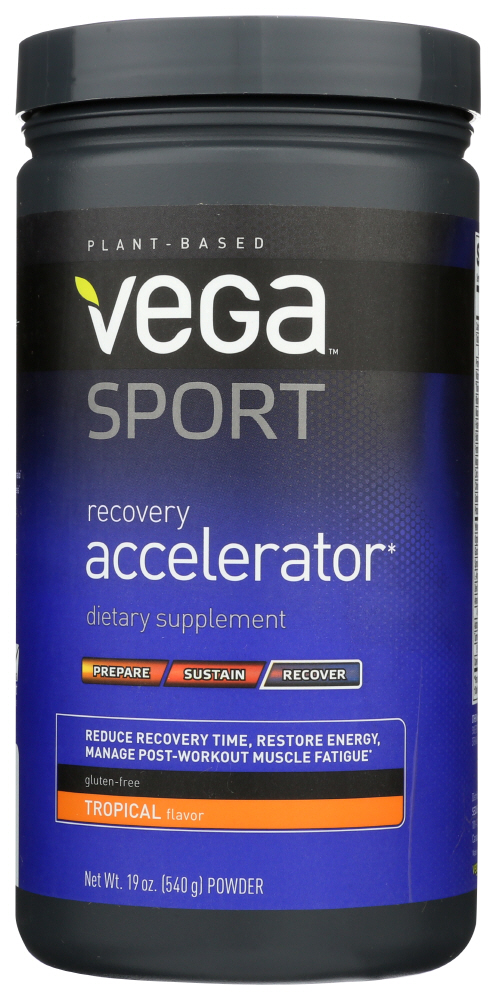 PLANT-BASED
vega™
SPORT
recovery
accelerator*
dietary supplement
PREPARE SUSTAIN RECOVER
REDUCE RECOVERY TIME, RESTORE ENERGY,
MANAGE POST-WORKOUT MUSCLE FATIGUE*
gluten-free
TROPICAL flavor
Net Wt. 19 oz. (540 g) POWDER